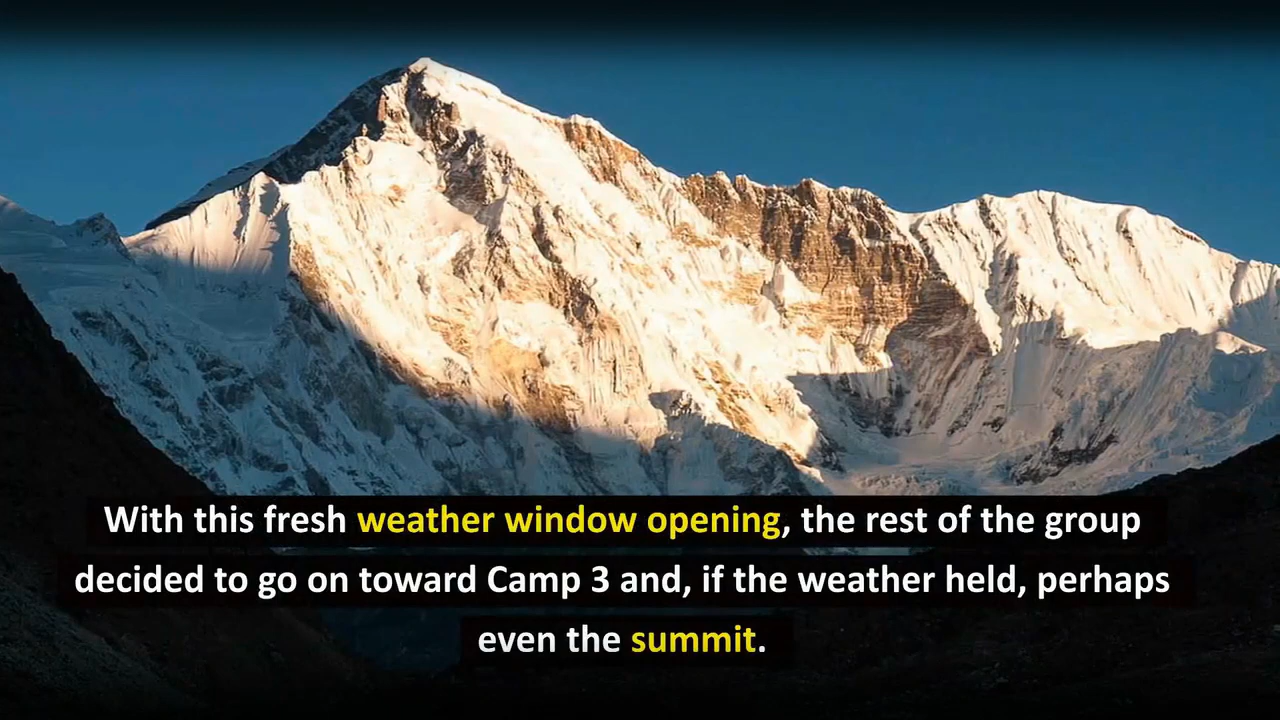 With this fresh weather window opening, the rest of the group
decided to go on toward Camp 3 and, if the weather held, perhaps
even the summit.